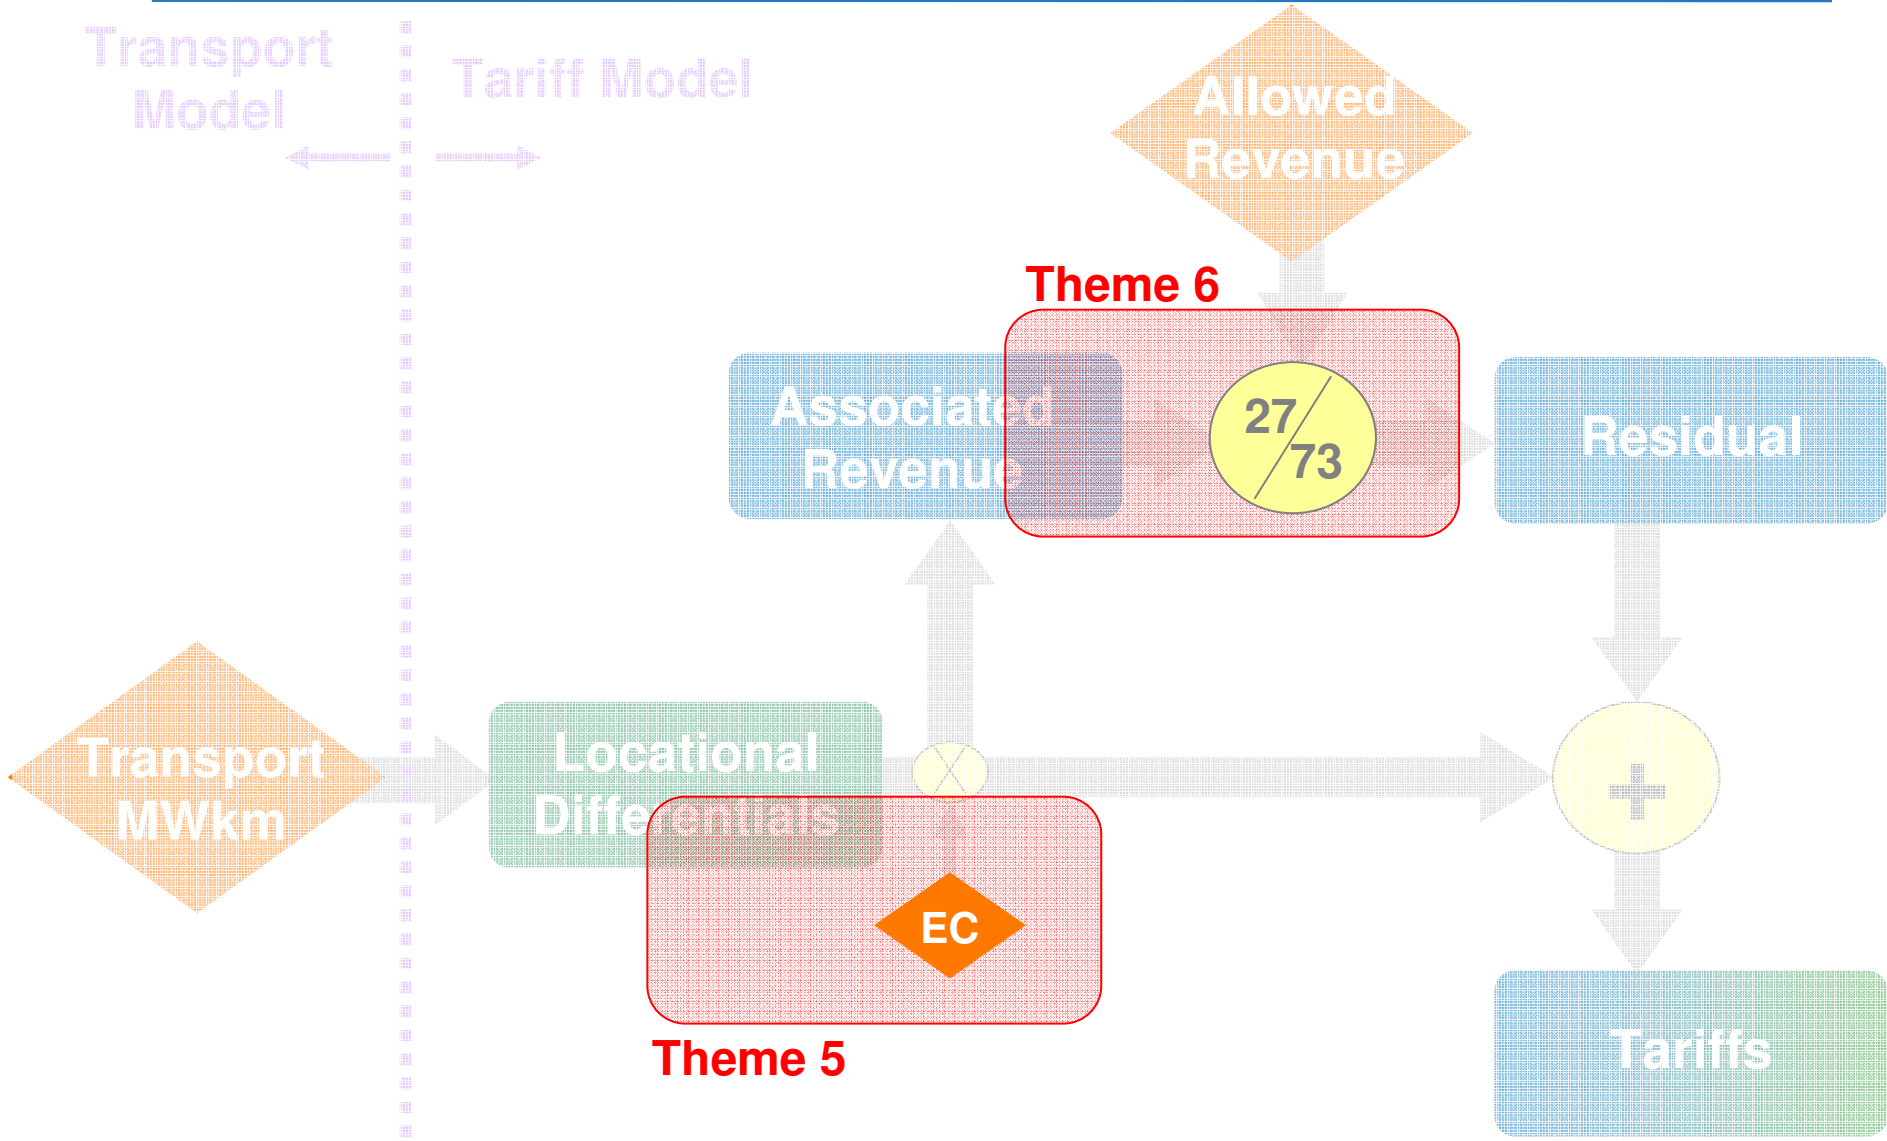 Transport
Model
Tariff Model
Allowed
Revenue
Theme 6
Associated
Revenue
27
73
Residual
Transport
MWkm
Locational
Differentials
+
EC
Theme 5
Tariffs